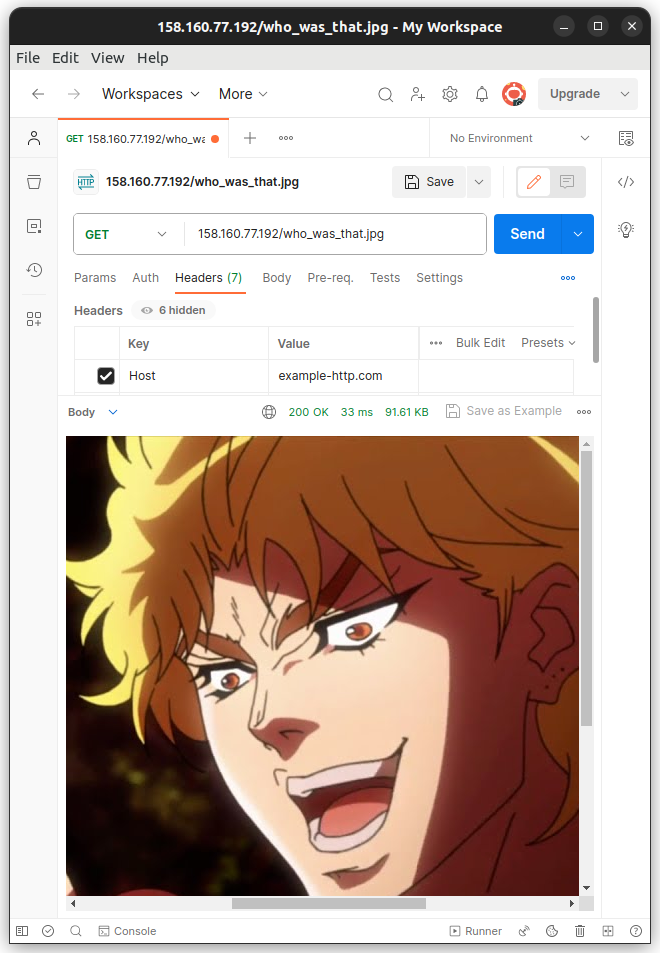 158.160.77.192/who_was_that.jpg - My Workspace
File Edit View Help
Workspaces More Upgrade
GET 158.160.77.192/who_wa No Environment
HTTP 158.160.77.192/who_was_that.jpg Save
GET 158.160.77.192/who_was_that.jpg Send
Params Auth Headers (7) Body Pre-req. Tests Settings
Headers 6 hidden
Key Value Bulk Edit Presets
Host example-http.com
Body 200 OK 33 ms 91.61 KB Save as Example
Console Runner